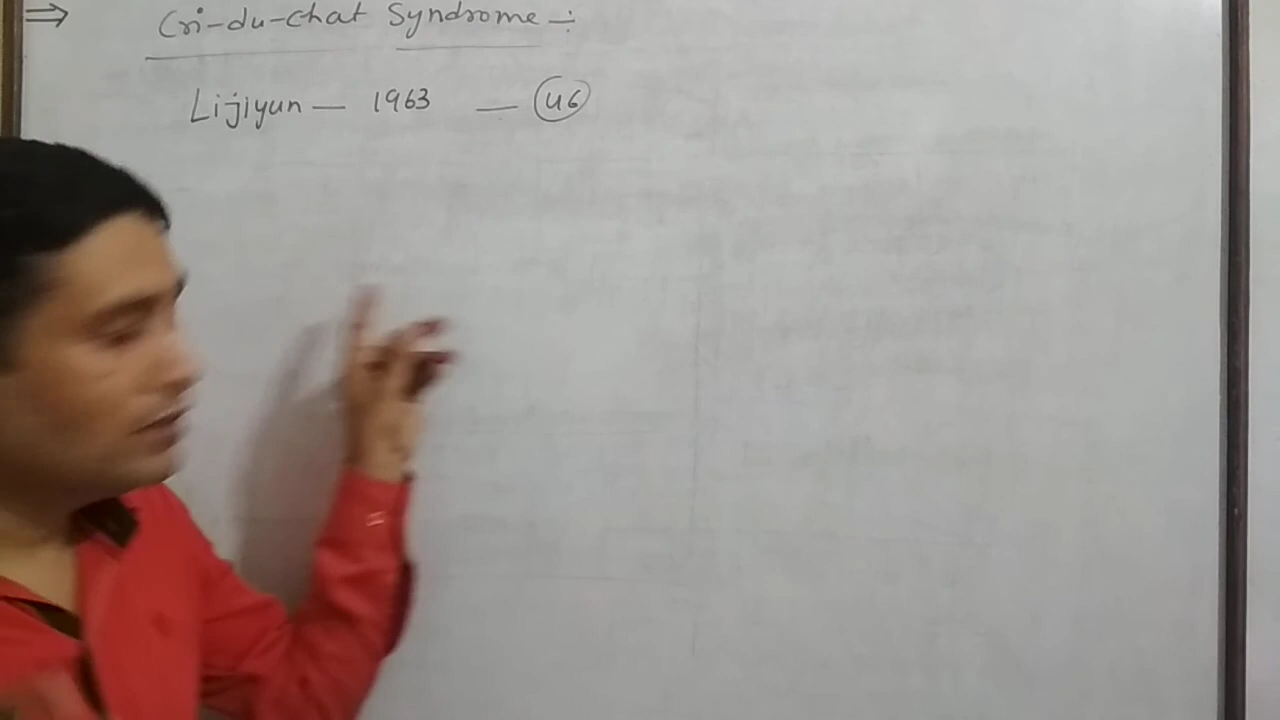 ⇒ Cri-du-chat Syndrome :-
Lijiyun — 1963 — 46